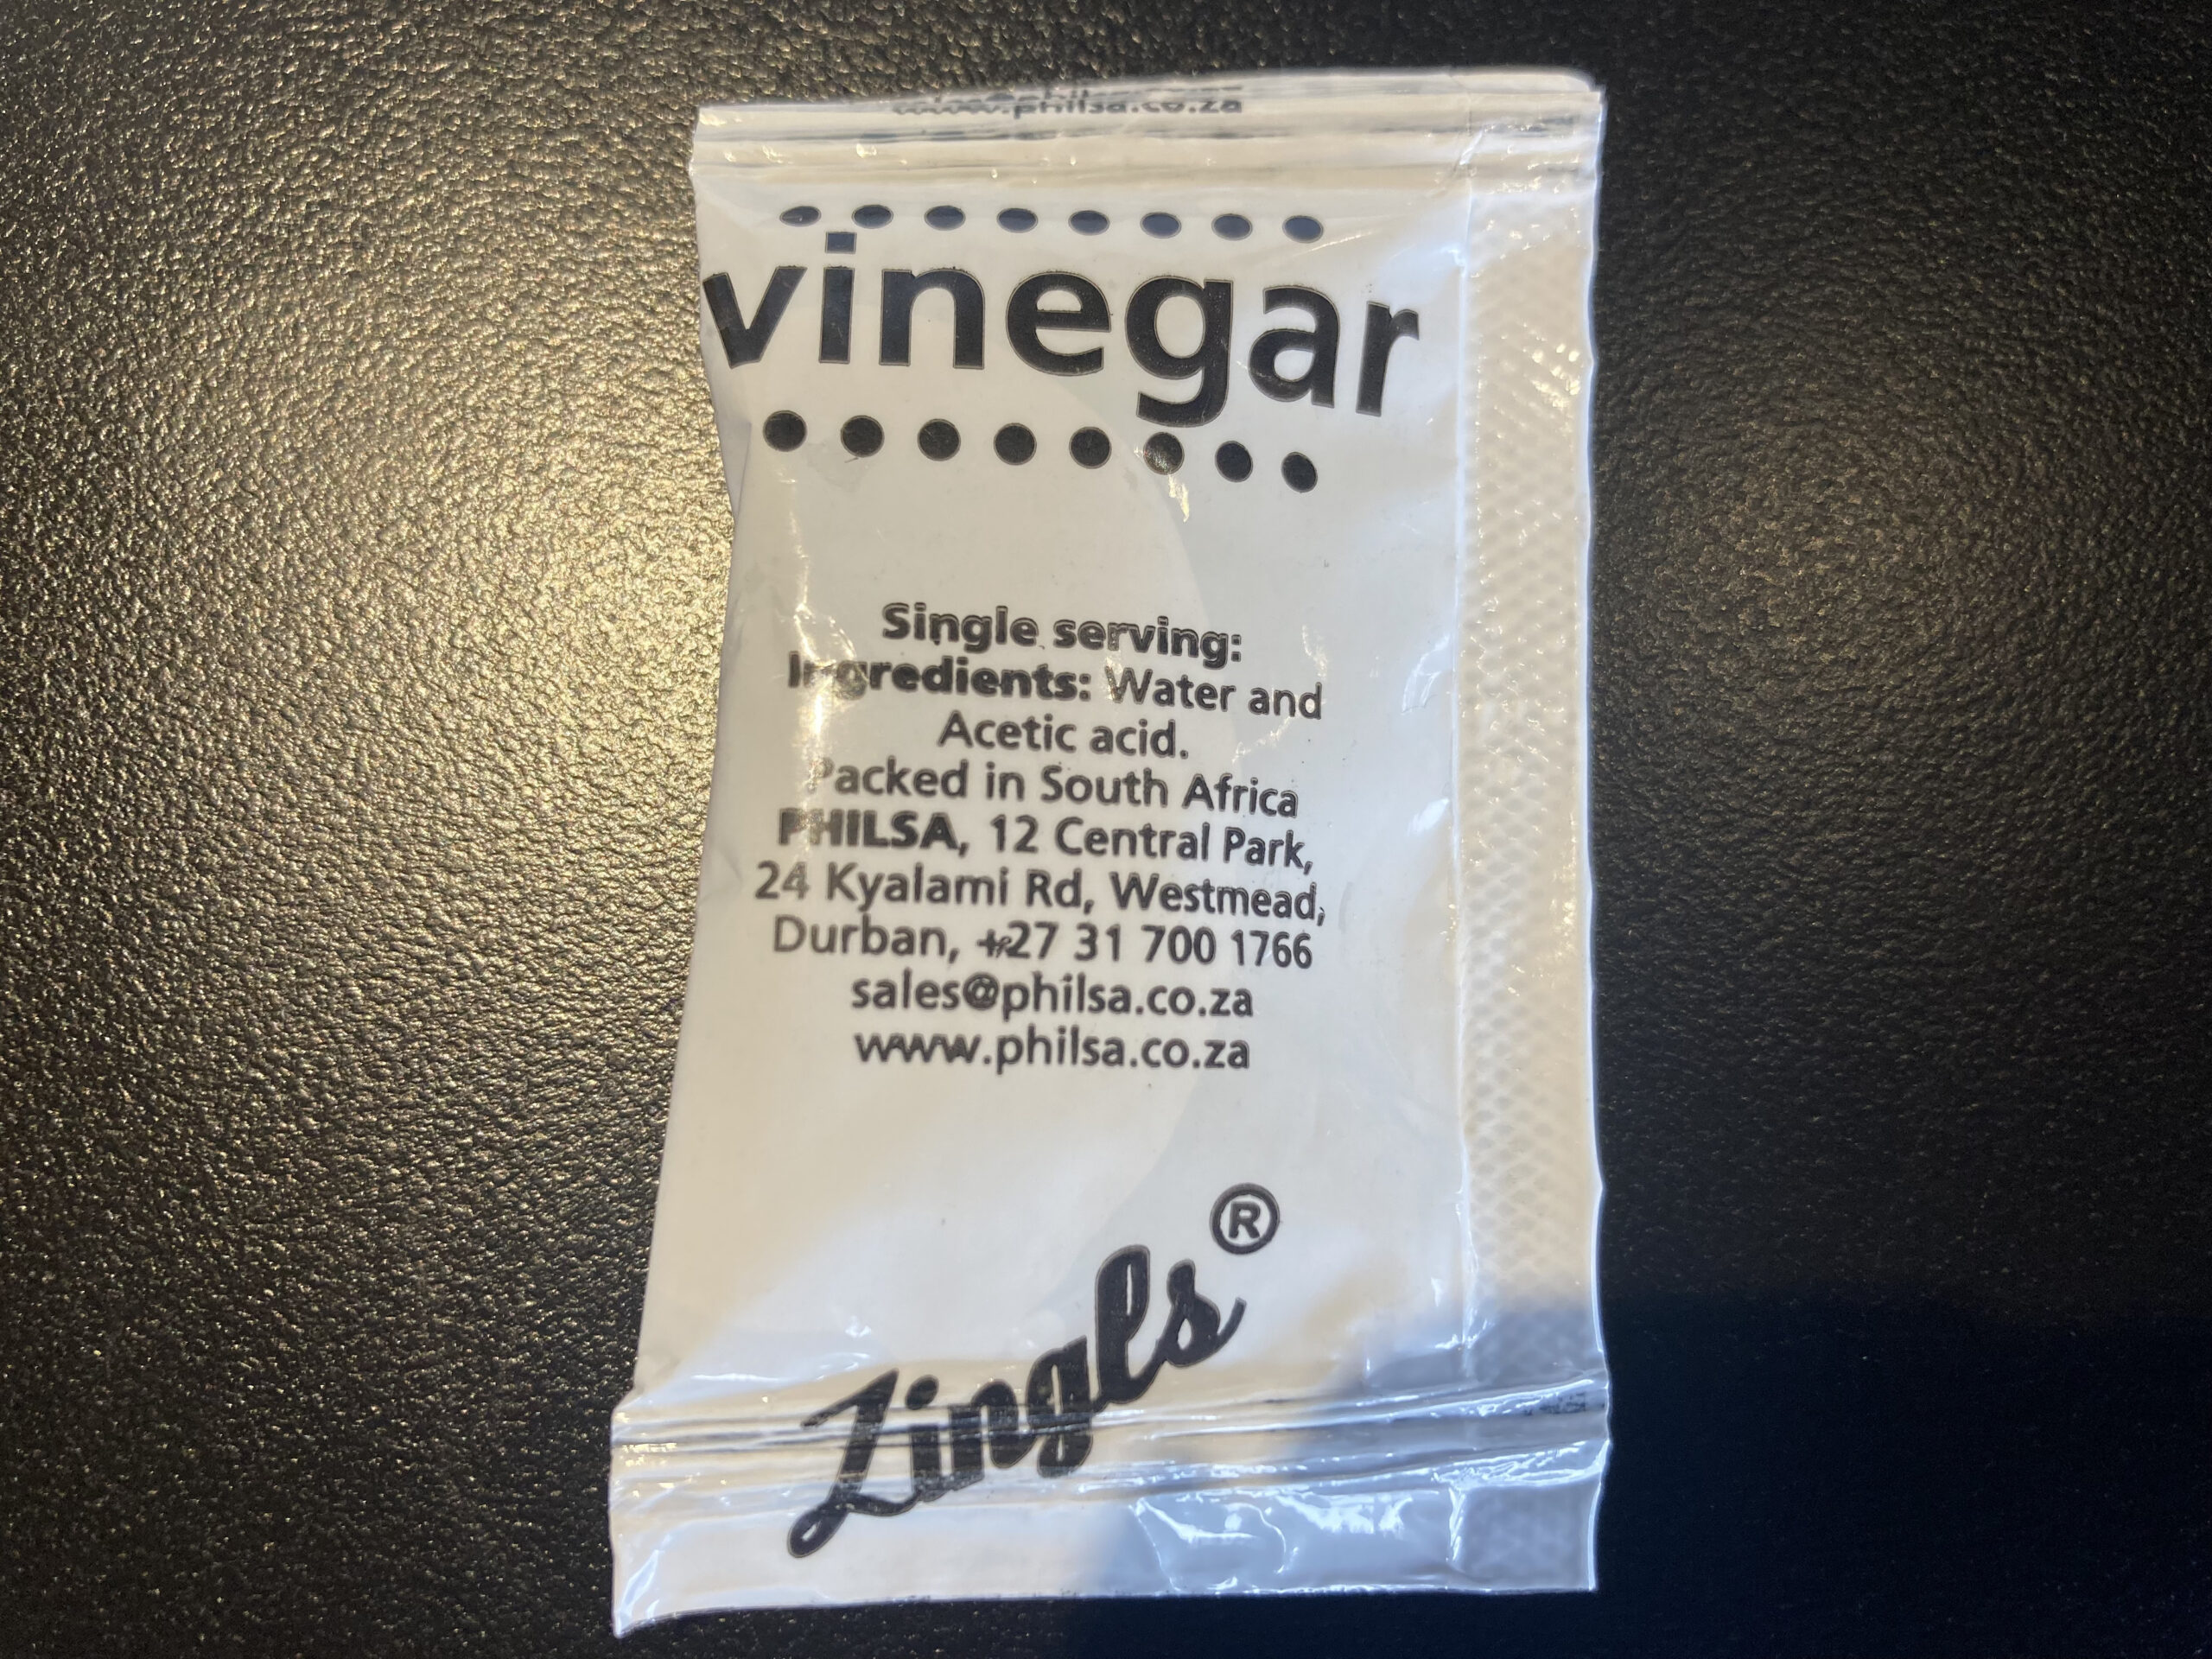 www.philsa.co.za
vinegar
Single serving:
Ingredients: Water and
Acetic acid.
Packed in South Africa
PHILSA, 12 Central Park,
24 Kyalami Rd, Westmead,
Durban, +27 31 700 1766
sales@philsa.co.za
www.philsa.co.za
Zingls®